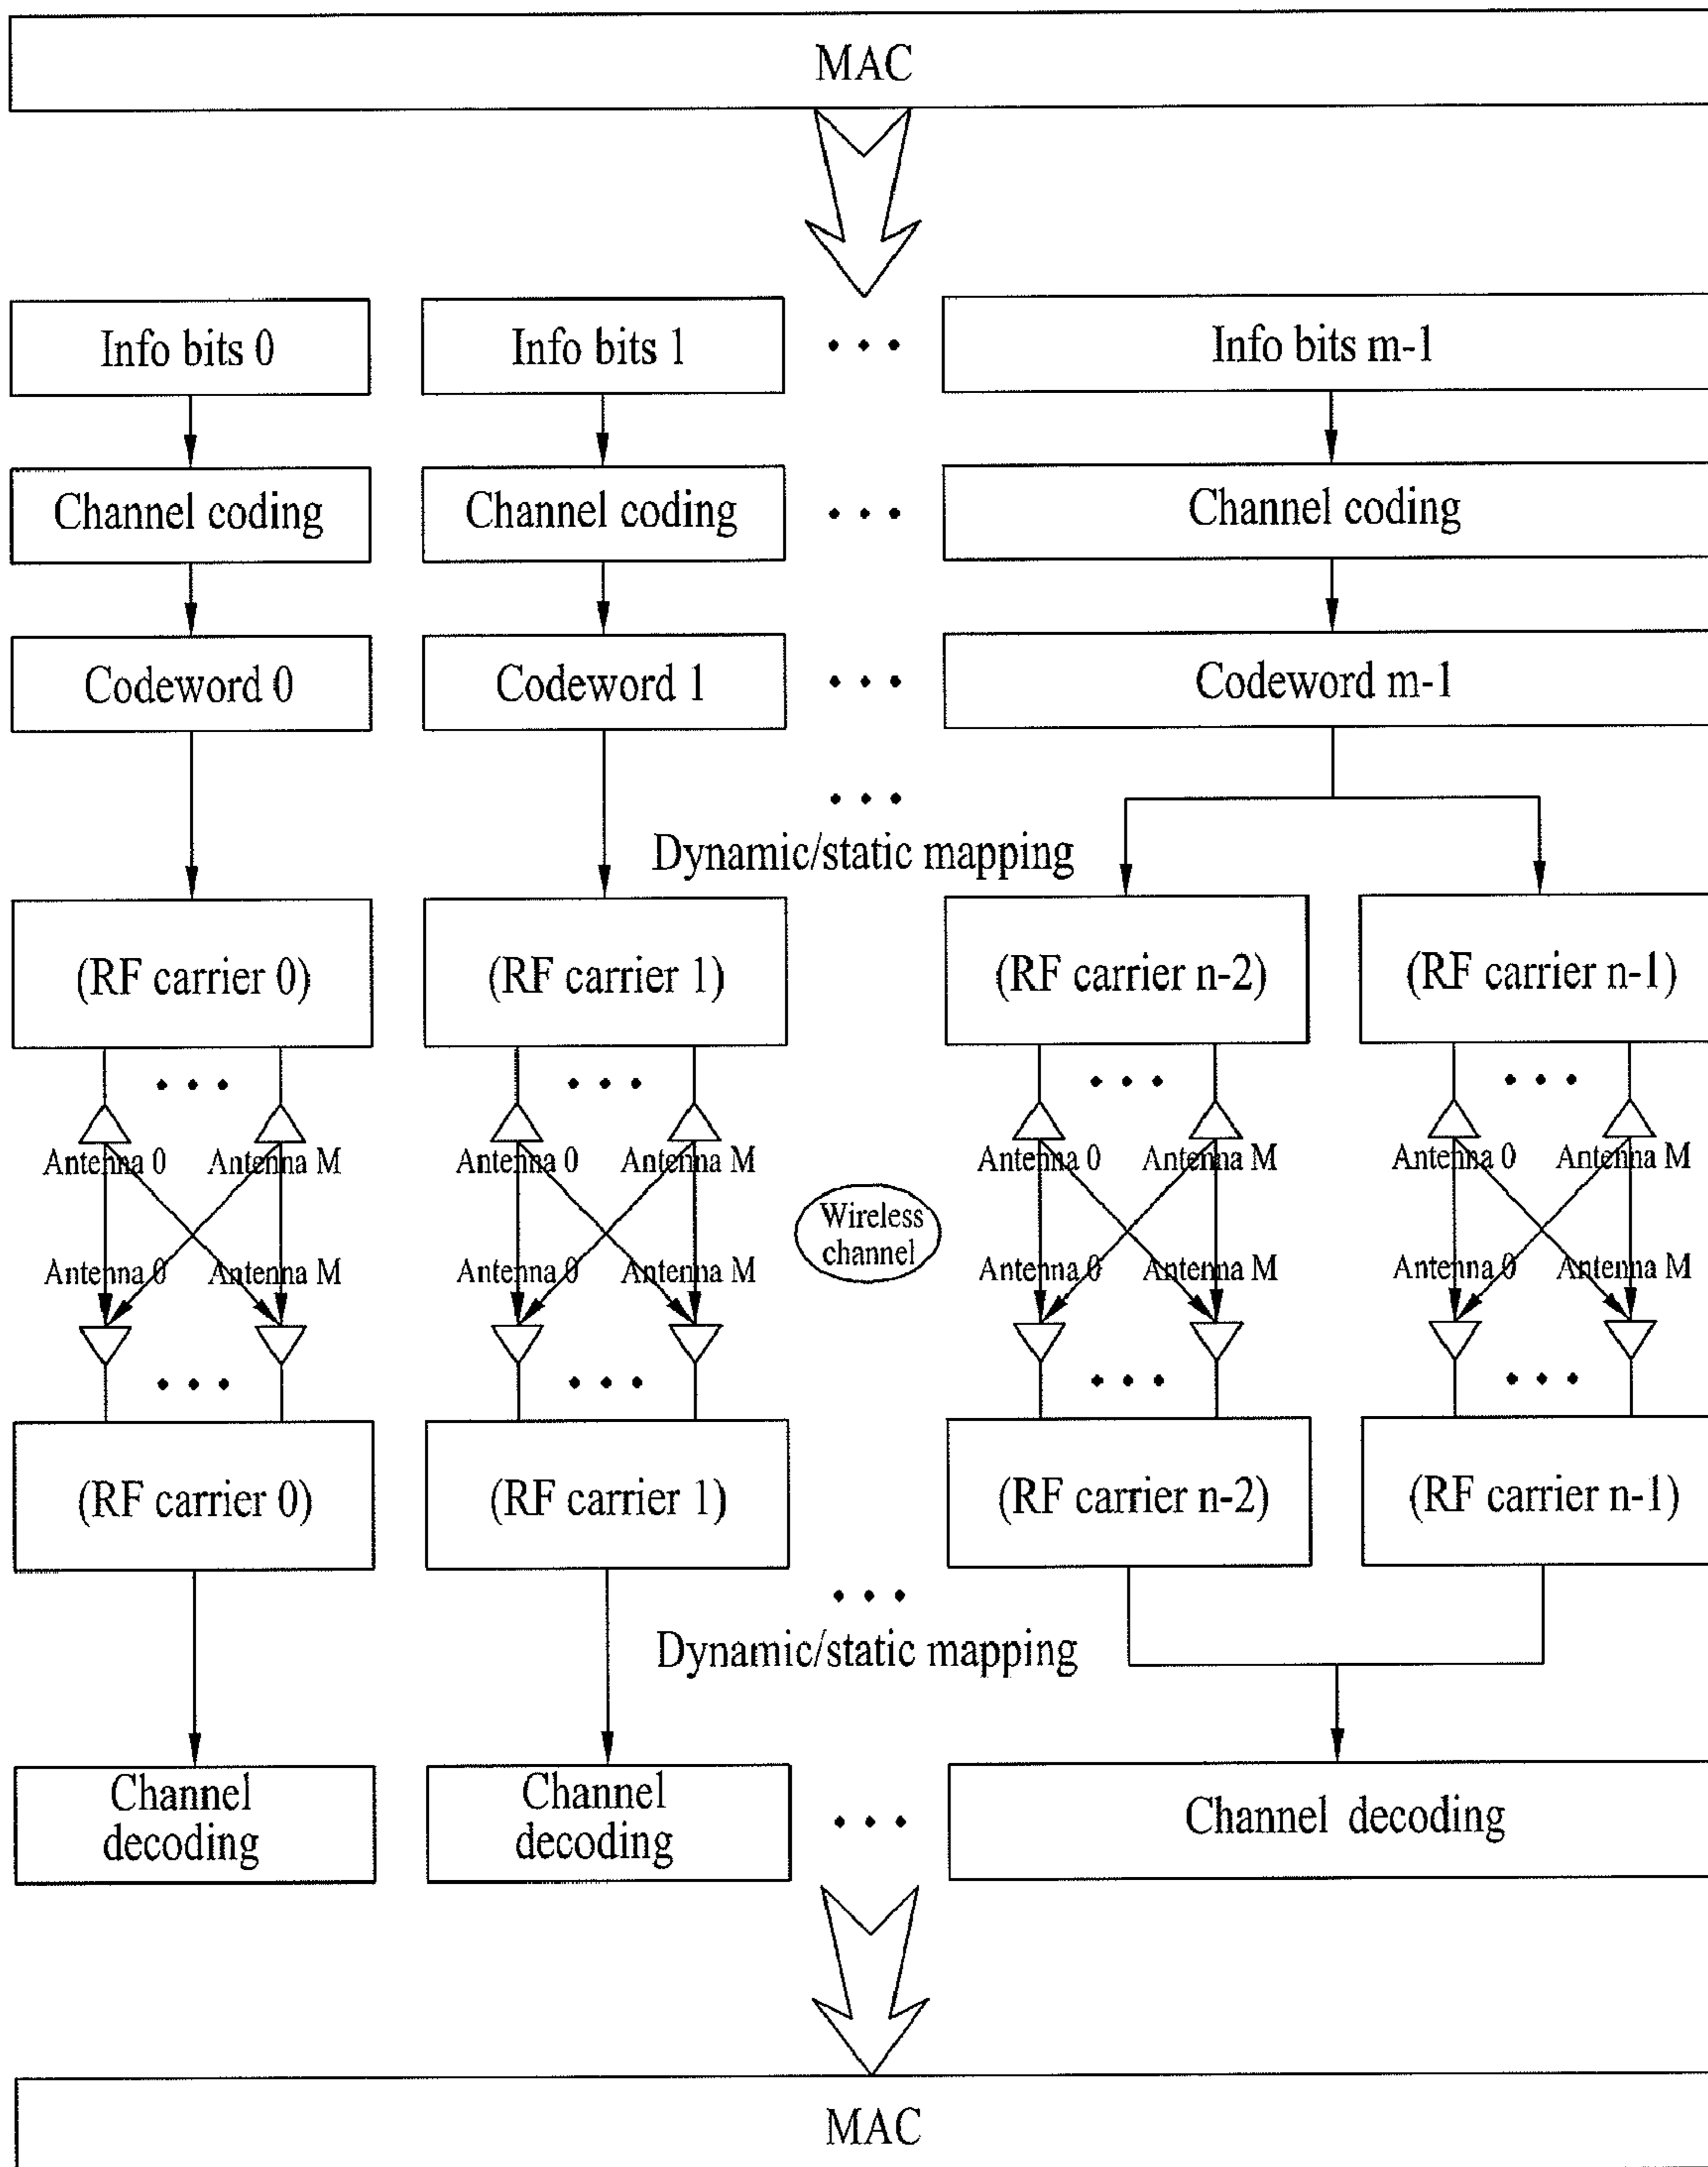 MAC
Info bits 0
Info bits 1
• • •
Info bits m-1
Channel coding
Channel coding
• • •
Channel coding
Codeword 0
Codeword 1
• • •
Codeword m-1
• • •
Dynamic/static mapping
(RF carrier 0)
(RF carrier 1)
(RF carrier n-2)
(RF carrier n-1)
• • •
• • •
• • •
• • •
Antenna 0
Antenna M
Antenna 0
Antenna M
Antenna 0
Antenna M
Antenna 0
Antenna M
Wireless
channel
Antenna 0
Antenna M
Antenna 0
Antenna M
Antenna 0
Antenna M
Antenna 0
Antenna M
• • •
• • •
• • •
• • •
(RF carrier 0)
(RF carrier 1)
(RF carrier n-2)
(RF carrier n-1)
• • •
Dynamic/static mapping
Channel
decoding
Channel
decoding
• • •
Channel decoding
MAC